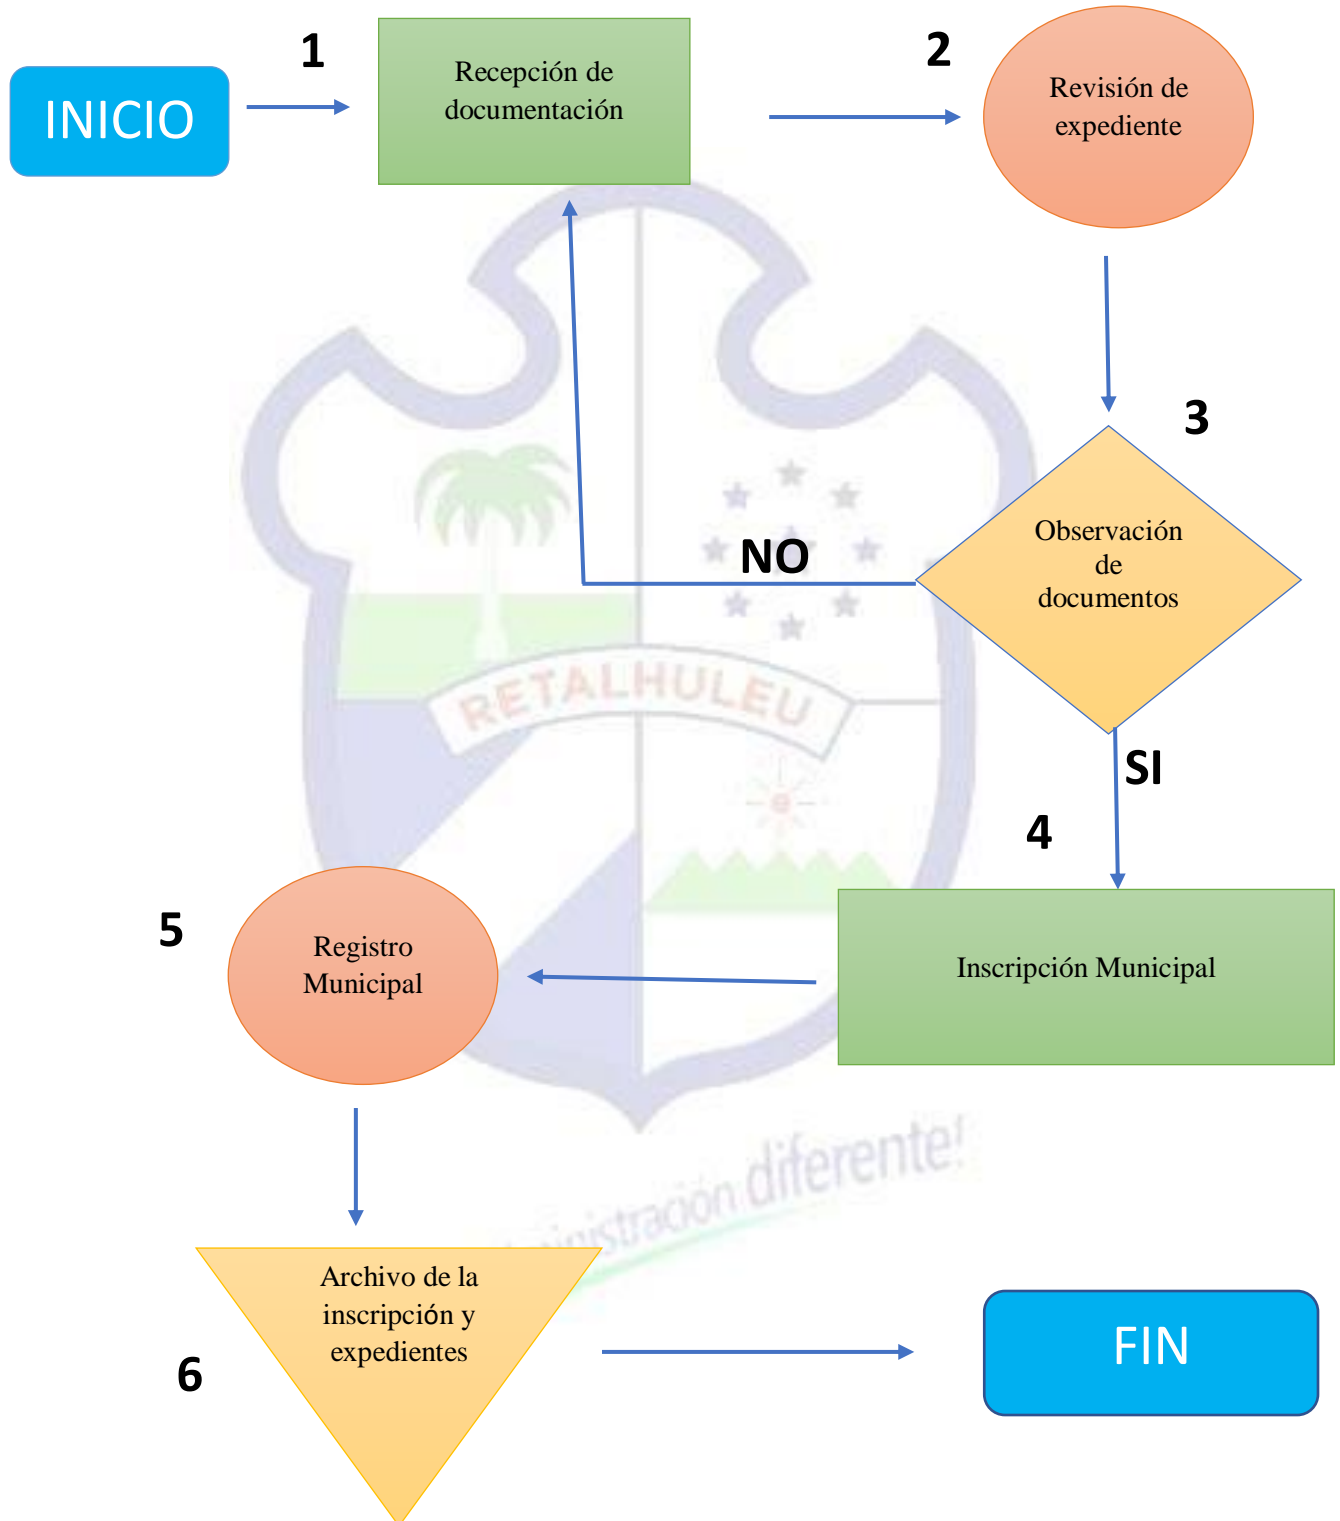 INICIO
1
Recepción de
documentación
2
Revisión de
expediente
3
Observación
de
documentos
NO
SI
4
Inscripción Municipal
5
Registro
Municipal
6
Archivo de la
inscripción y
expedientes
FIN
RETALHULEU
diferente!